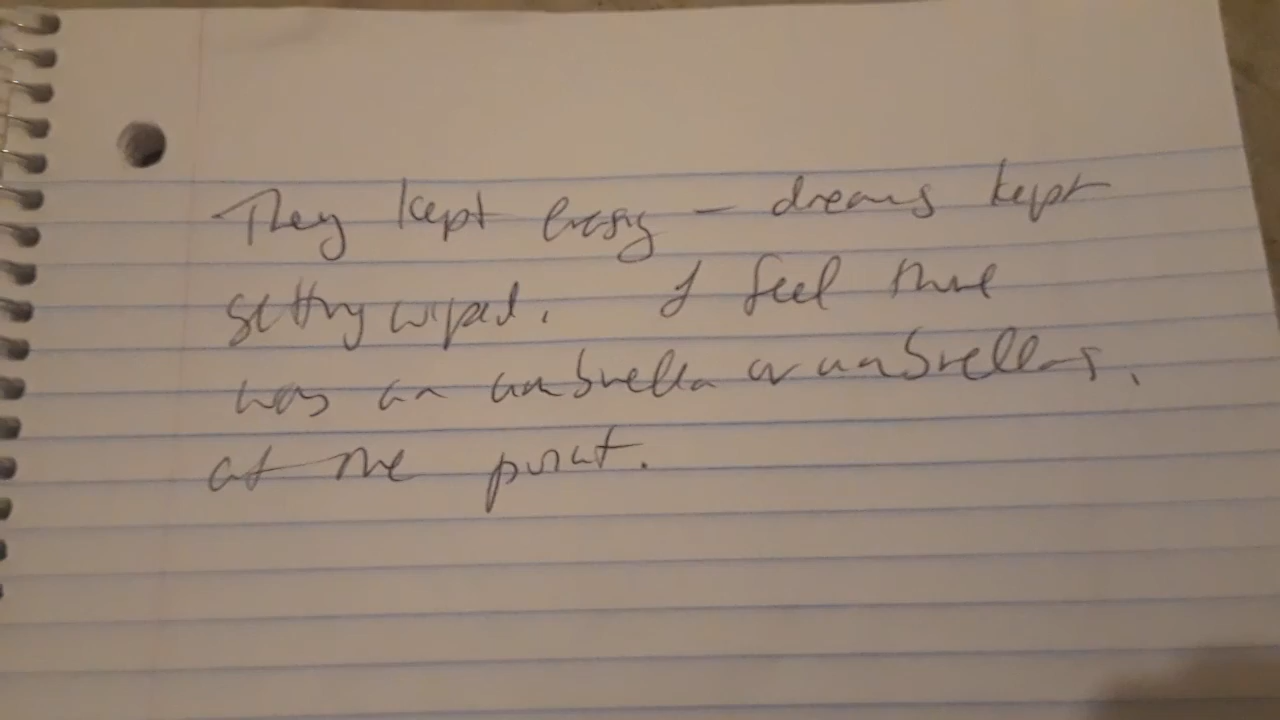 They kept erasing – dreams kept
getting wiped. I feel there
was an umbrella or umbrellas.
at one point.